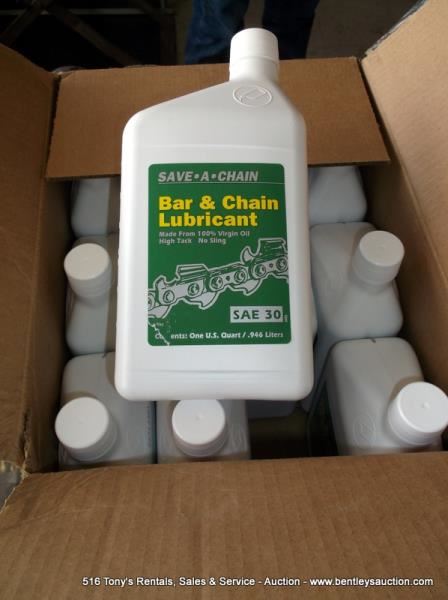 SAVE•A•CHAIN
Bar & Chain
Lubricant
Made From 100% Virgin Oil
High Tack No Sling
SAE 30
One U.S. Quart / .946 Liters
516 Tony's Rentals, Sales & Service - Auction - www.bentleysauction.com